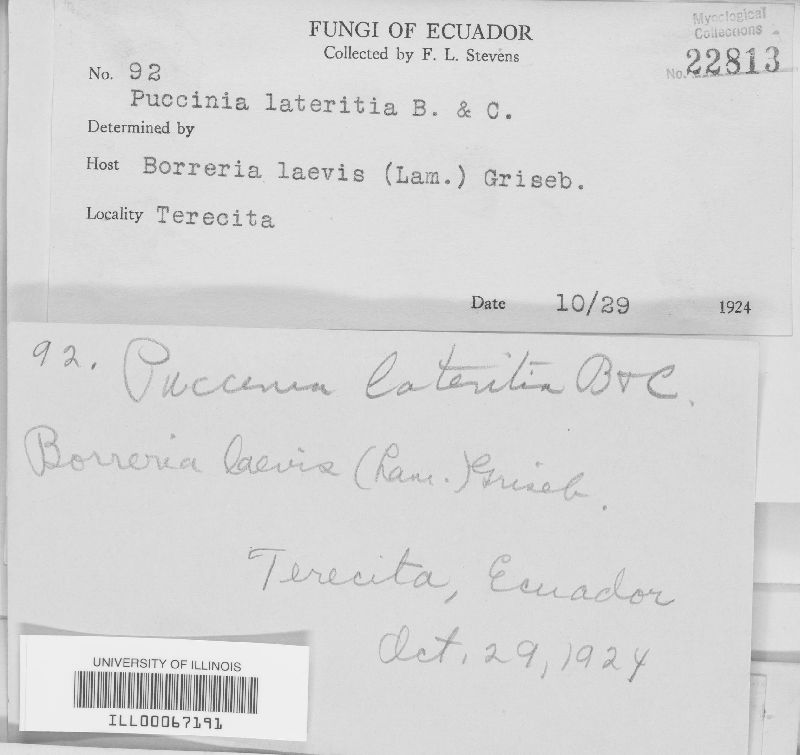 FUNGI OF ECUADOR
Collected by F. L. Stevens
Mycological
Collections
No. 22813
No. 92
Puccinia lateritia B. & C.
Determined by
Host Borreria laevis (Lam.) Griseb.
Locality Terecita
Date 10/29 1924
92. Puccinia lateritia B & C.
Borreria laevis (Lam.) Griseb.
Terecita, Ecuador
Oct. 29, 1924
UNIVERSITY OF ILLINOIS
ILL00067191